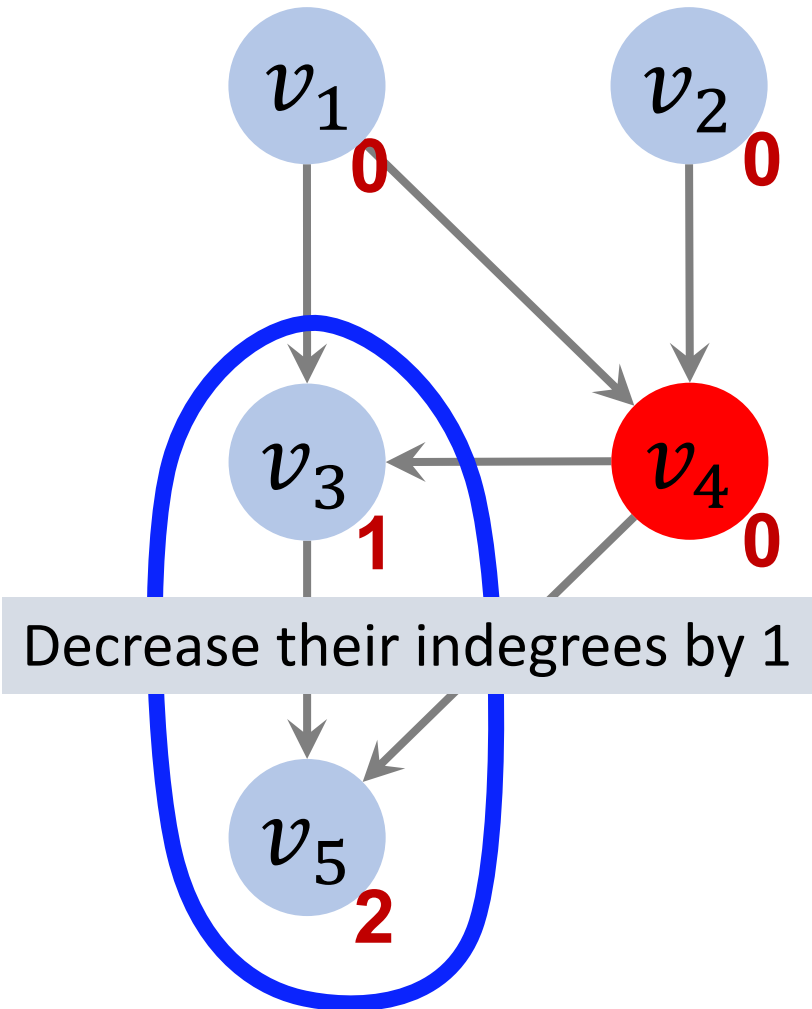 v₁
0
v₂
0
v₃
1
v₄
0
Decrease their indegrees by 1
v₅
2